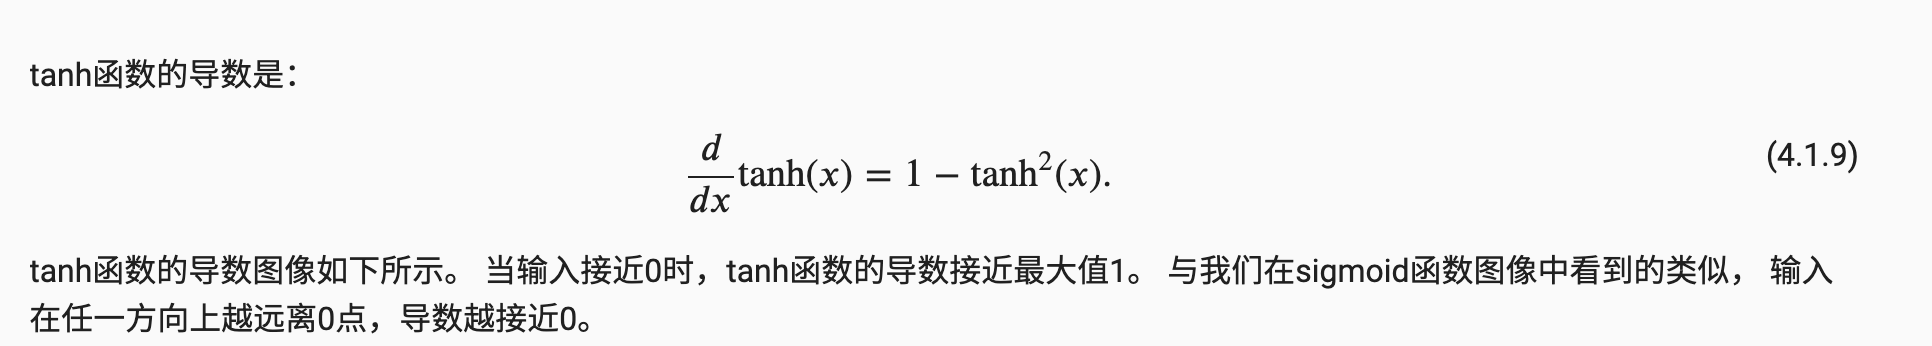 tanh函数的导数是：
d/dx tanh(x) = 1 − tanh²(x).
(4.1.9)
tanh函数的导数图像如下所示。 当输入接近0时，tanh函数的导数接近最大值1。 与我们在sigmoid函数图像中看到的类似， 输入
在任一方向上越远离0点，导数越接近0。